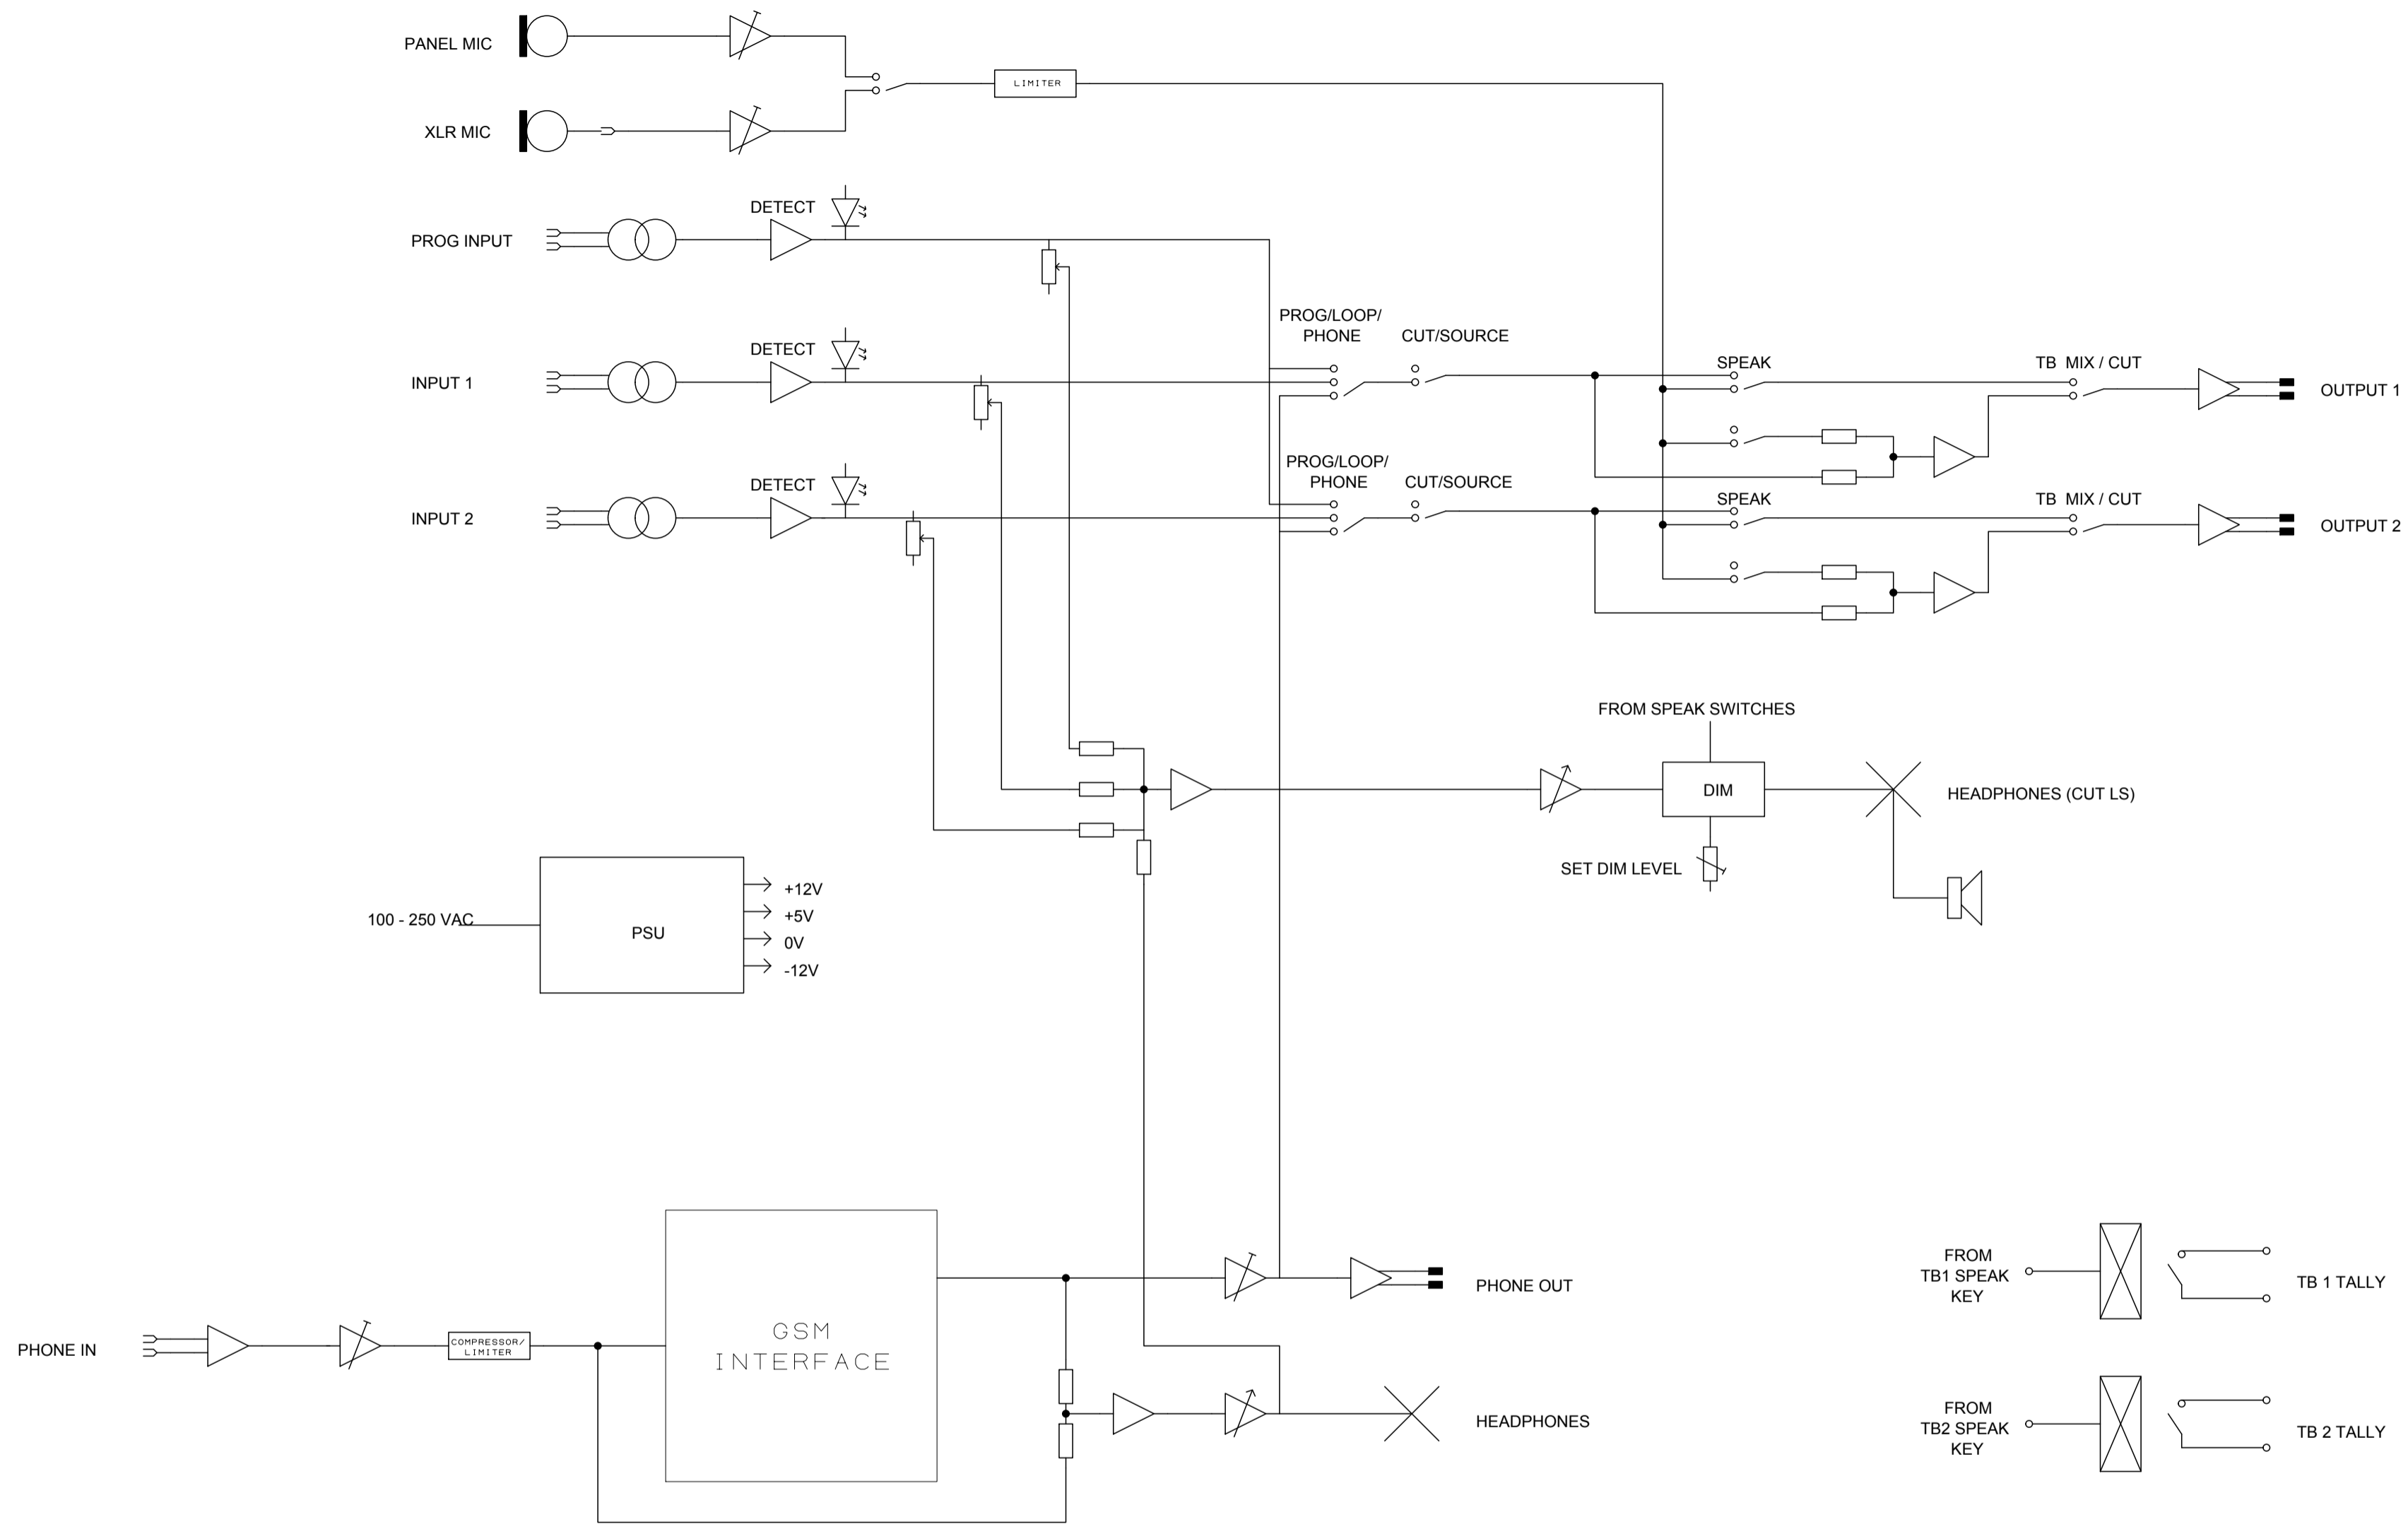 PANEL MIC
LIMITER
XLR MIC
DETECT
PROG INPUT
PROG/LOOP/
PHONE
CUT/SOURCE
DETECT
INPUT 1
SPEAK
TB MIX / CUT
OUTPUT 1
PROG/LOOP/
PHONE
CUT/SOURCE
DETECT
INPUT 2
SPEAK
TB MIX / CUT
OUTPUT 2
FROM SPEAK SWITCHES
DIM
HEADPHONES (CUT LS)
SET DIM LEVEL
100 - 250 VAC
PSU
+12V
+5V
0V
-12V
PHONE IN
COMPRESSOR/
LIMITER
GSM
INTERFACE
PHONE OUT
HEADPHONES
FROM
TB1 SPEAK
KEY
TB 1 TALLY
FROM
TB2 SPEAK
KEY
TB 2 TALLY